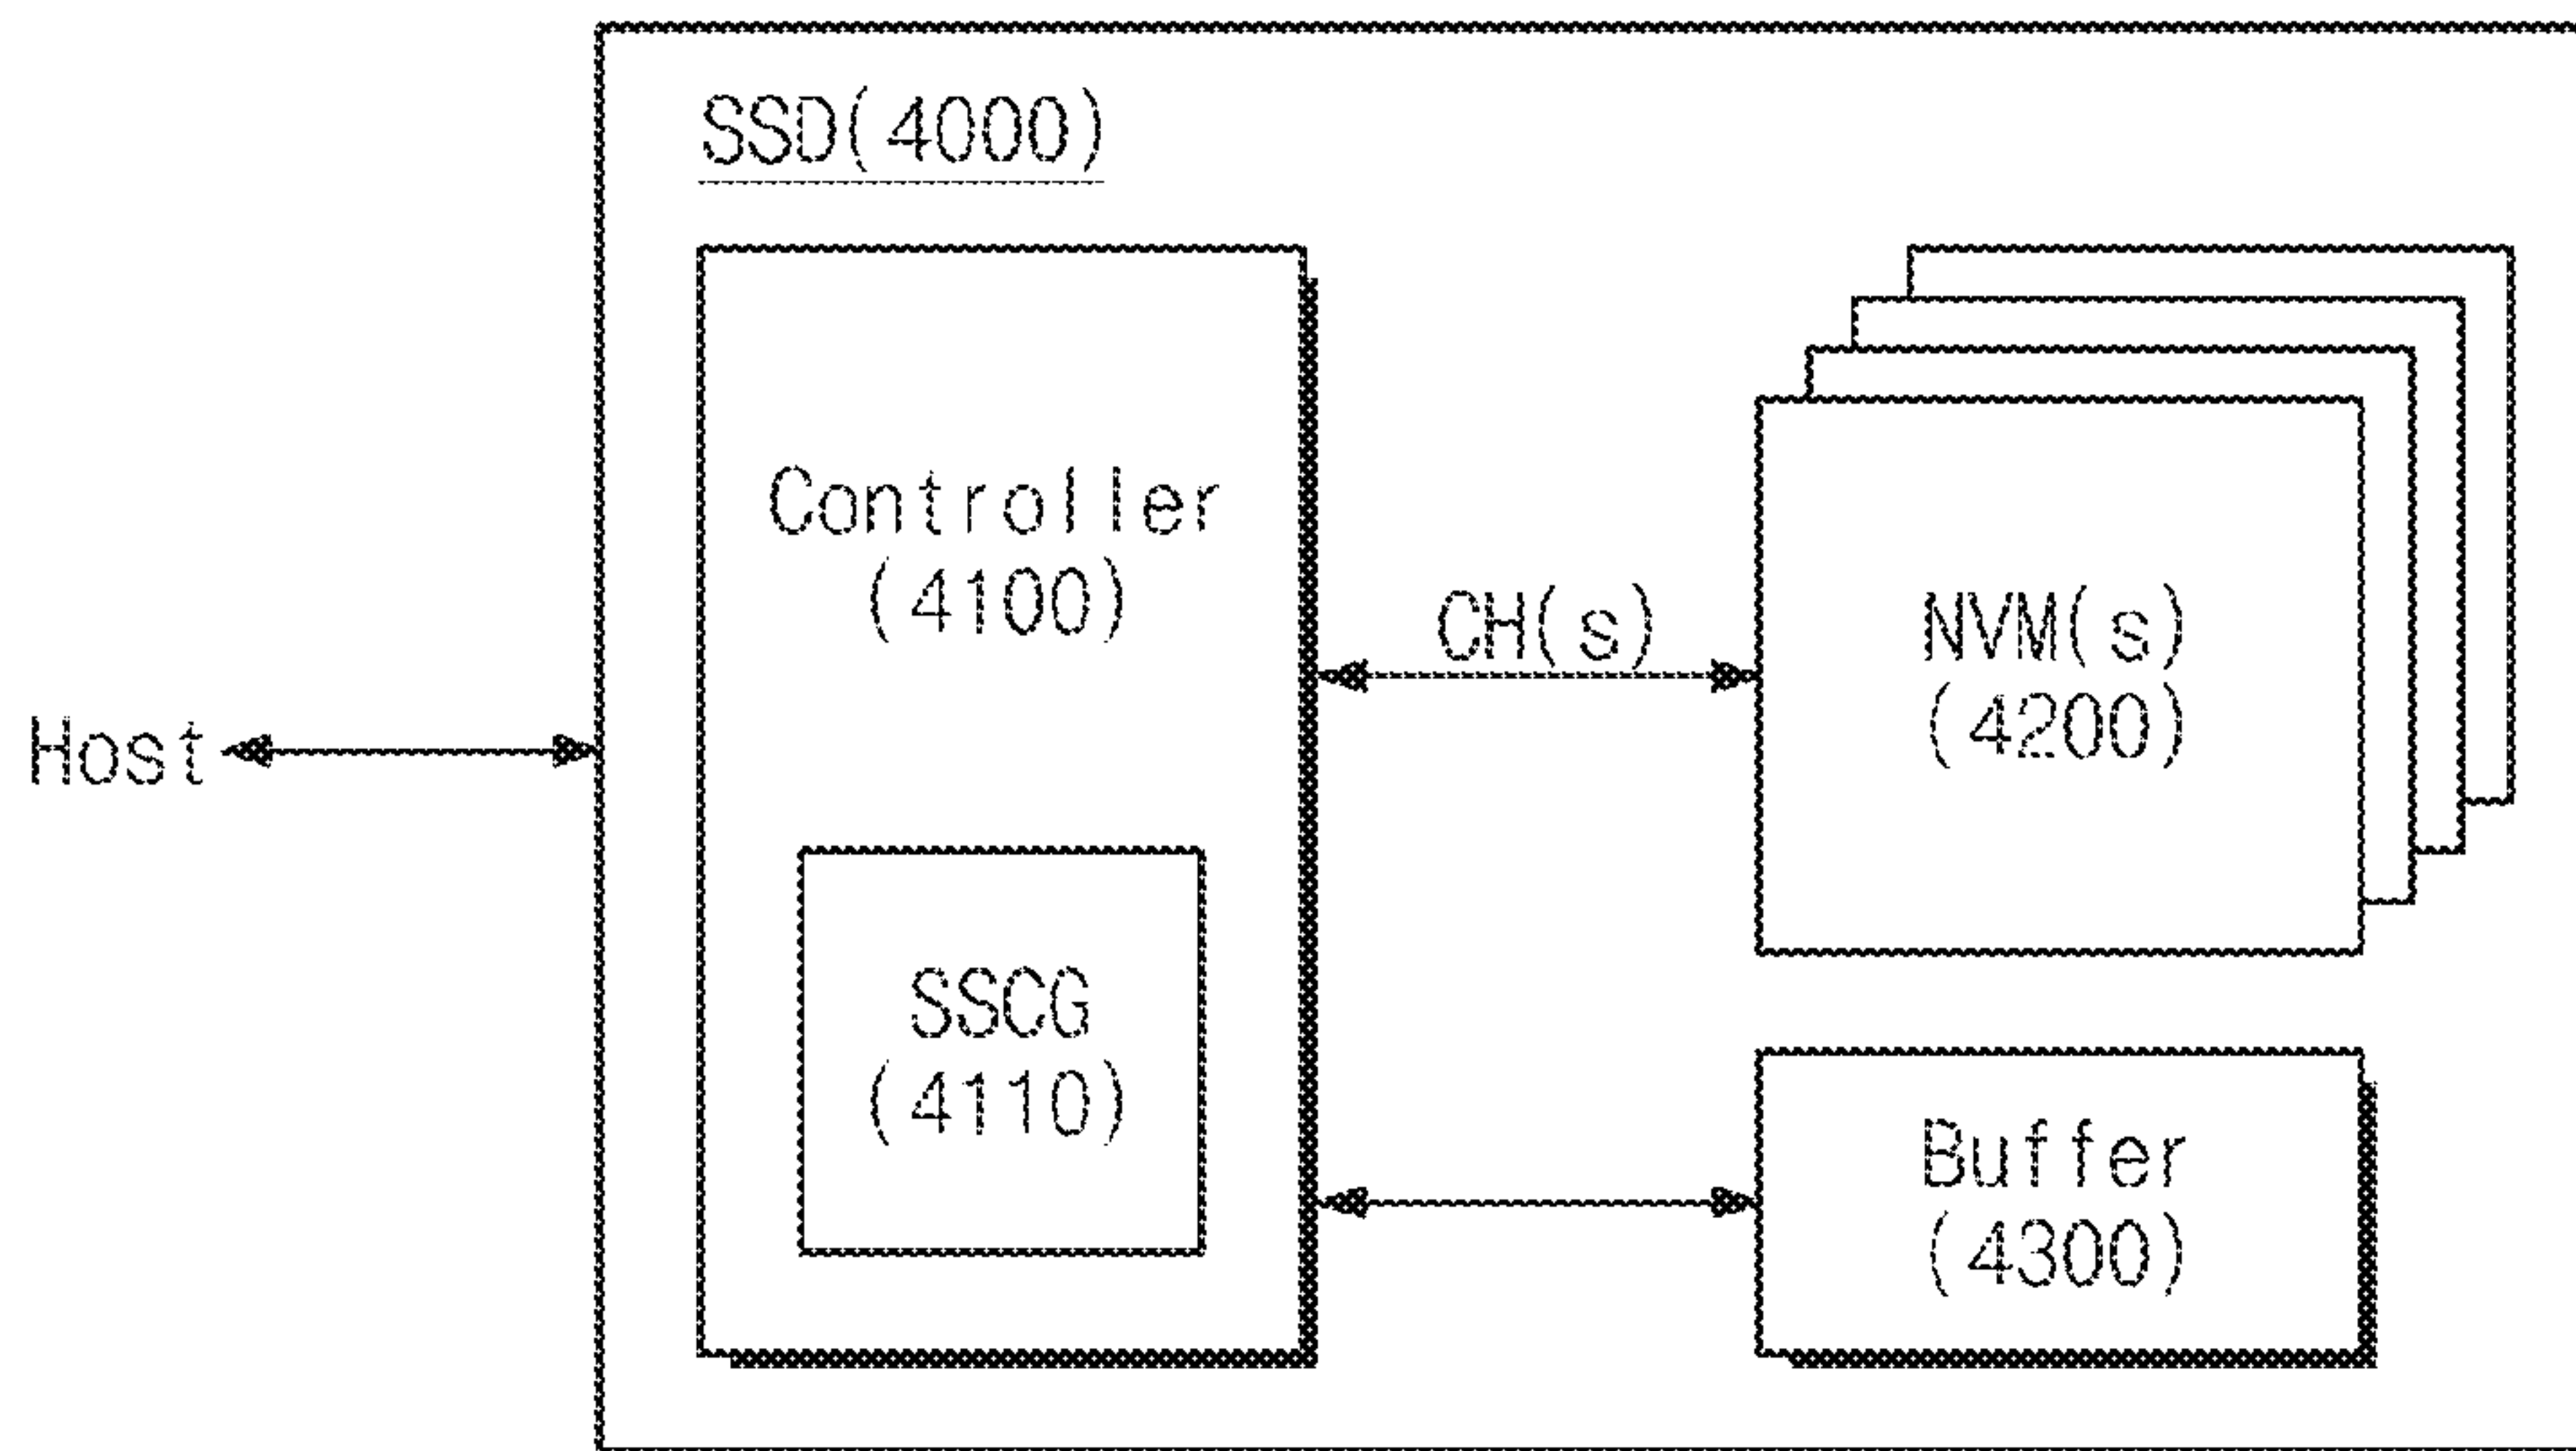 SSD(4000)
Controller
(4100)
CH(s)
NVM(s)
(4200)
Host
SSCG
(4110)
Buffer
(4300)